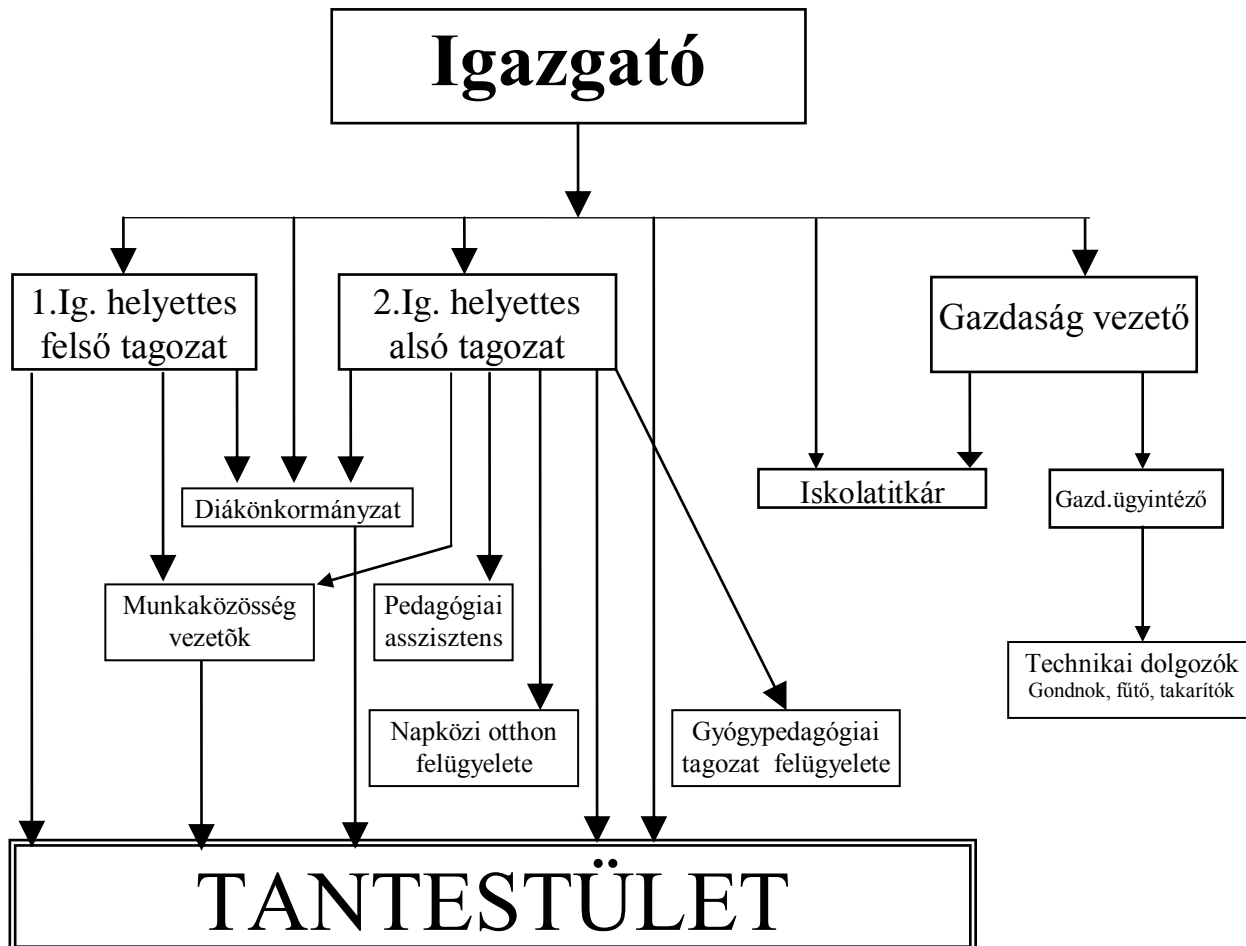 Igazgató
1.Ig. helyettes
felső tagozat
2.Ig. helyettes
alsó tagozat
Gazdaság vezető
Diákönkormányzat
Iskolatitkár
Gazd.ügyintéző
Munkaközösség
vezetõk
Pedagógiai
asszisztens
Technikai dolgozók
Gondnok, fűtő, takarítók
Napközi otthon
felügyelete
Gyógypedagógiai
tagozat felügyelete
TANTESTÜLET